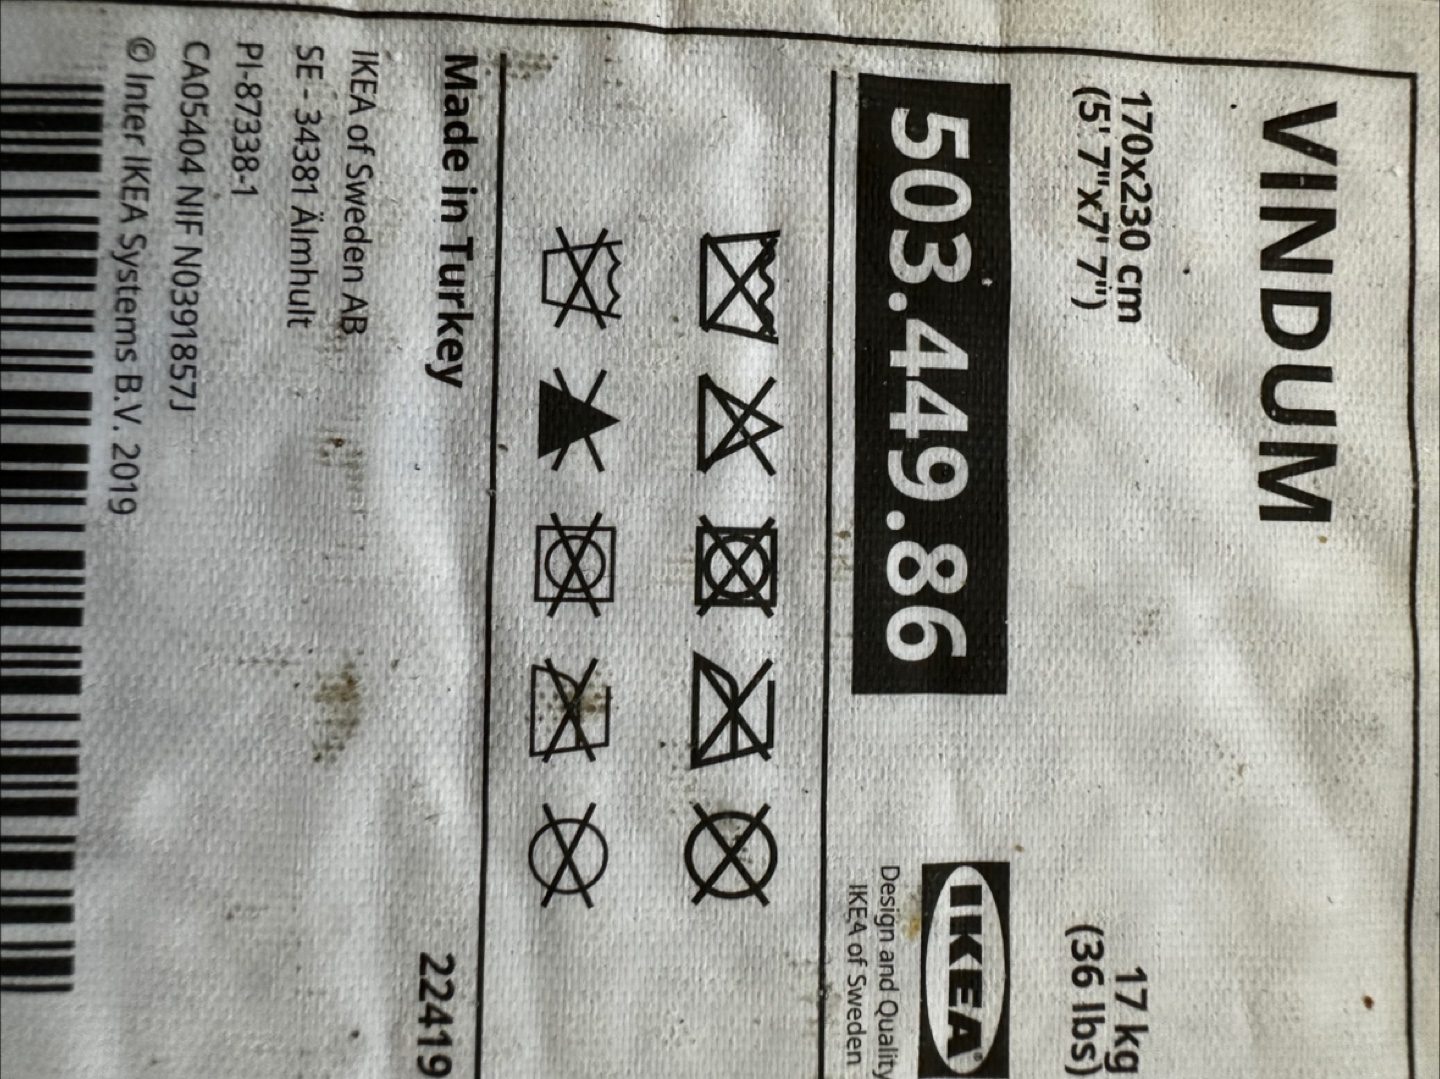 VINDUM
170x230 cm
(5' 7"x7' 7")
17 kg
(36 lbs)
503.449.86
IKEA
Design and Quality
IKEA of Sweden
Made in Turkey
22419
IKEA of Sweden AB,
SE - 34381 Älmhult
PI-87338-1
CA05404 NIF N0391857J
© Inter IKEA Systems B.V. 2019